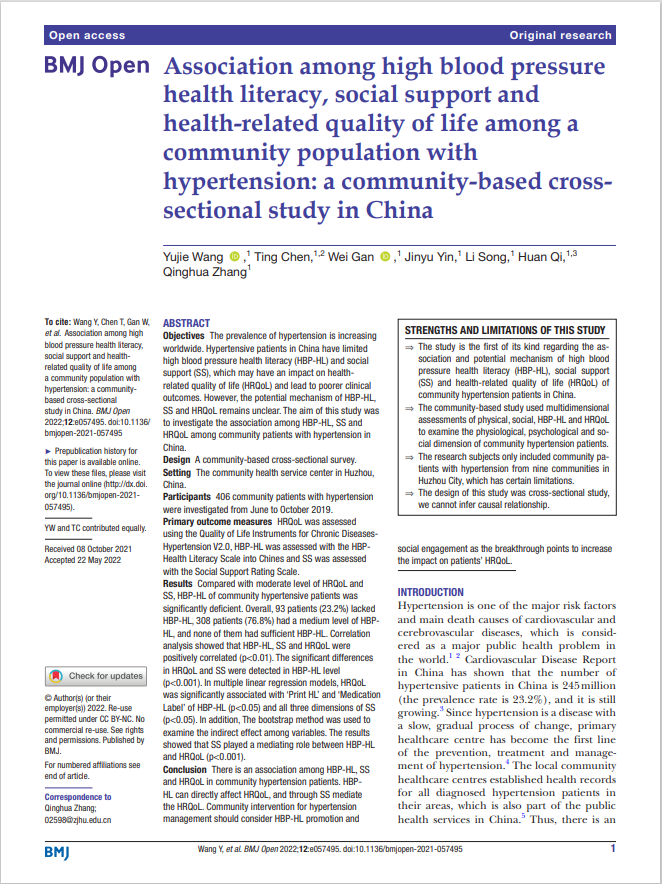 Open access
Original research
BMJ Open
Association among high blood pressure
health literacy, social support and
health-related quality of life among a
community population with
hypertension: a community-based cross-
sectional study in China
Yujie Wang iD ,1 Ting Chen,1,2 Wei Gan iD ,1 Jinyu Yin,1 Li Song,1 Huan Qi,1,3
Qinghua Zhang1
To cite: Wang Y, Chen T, Gan W,
et al. Association among high
blood pressure health literacy,
social support and health-
related quality of life among
a community population with
hypertension: a community-
based cross-sectional
study in China. BMJ Open
2022;12:e057495. doi:10.1136/
bmjopen-2021-057495
► Prepublication history for
this paper is available online.
To view these files, please visit
the journal online (http://dx.doi.
org/10.1136/bmjopen-2021-
057495).
YW and TC contributed equally.
Received 08 October 2021
Accepted 22 May 2022
Check for updates
© Author(s) (or their
employer(s)) 2022. Re-use
permitted under CC BY-NC. No
commercial re-use. See rights
and permissions. Published by
BMJ.
For numbered affiliations see
end of article.
Correspondence to
Qinghua Zhang;
02598@zjhu.edu.cn
ABSTRACT
Objectives The prevalence of hypertension is increasing
worldwide. Hypertensive patients in China have limited
high blood pressure health literacy (HBP-HL) and social
support (SS), which may have an impact on health-
related quality of life (HRQoL) and lead to poorer clinical
outcomes. However, the potential mechanism of HBP-HL,
SS and HRQoL remains unclear. The aim of this study was
to investigate the association among HBP-HL, SS and
HRQoL among community patients with hypertension in
China.
Design A community-based cross-sectional survey.
Setting The community health service center in Huzhou,
China.
Participants 406 community patients with hypertension
were investigated from June to October 2019.
Primary outcome measures HRQoL was assessed
using the Quality of Life Instruments for Chronic Diseases-
Hypertension V2.0, HBP-HL was assessed with the HBP-
Health Literacy Scale into Chines and SS was assessed
with the Social Support Rating Scale.
Results Compared with moderate level of HRQoL and
SS, HBP-HL of community hypertensive patients was
significantly deficient. Overall, 93 patients (23.2%) lacked
HBP-HL, 308 patients (76.8%) had a medium level of HBP-
HL, and none of them had sufficient HBP-HL. Correlation
analysis showed that HBP-HL, SS and HRQoL were
positively correlated (p<0.01). The significant differences
in HRQoL and SS were detected in HBP-HL level
(p<0.001). In multiple linear regression models, HRQoL
was significantly associated with ‘Print HL’ and ‘Medication
Label’ of HBP-HL (p<0.05) and all three dimensions of SS
(p<0.05). In addition, The bootstrap method was used to
examine the indirect effect among variables. The results
showed that SS played a mediating role between HBP-HL
and HRQoL (p<0.001).
Conclusion There is an association among HBP-HL, SS
and HRQoL in community hypertension patients. HBP-
HL can directly affect HRQoL, and through SS mediate
the HRQoL. Community intervention for hypertension
management should consider HBP-HL promotion and
STRENGTHS AND LIMITATIONS OF THIS STUDY
⇒ The study is the first of its kind regarding the as-
sociation and potential mechanism of high blood
pressure health literacy (HBP-HL), social support
(SS) and health-related quality of life (HRQoL) of
community hypertension patients in China.
⇒ The community-based study used multidimensional
assessments of physical, social, HBP-HL and HRQoL
to examine the physiological, psychological and so-
cial dimension of community hypertensive patients.
⇒ The research subjects only included community pa-
tients with hypertension from nine communities in
Huzhou City, which has certain limitations.
⇒ The design of this study was cross-sectional study,
we cannot infer causal relationship.
social engagement as the breakthrough points to increase
the impact on patients’ HRQoL.
INTRODUCTION
Hypertension is one of the major risk factors
and main death causes of cardiovascular and
cerebrovascular diseases, which is consid-
ered as a major public health problem in
the world.1 2 Cardiovascular Disease Report
in China has shown that the number of
hypertensive patients in China is 245 million
(the prevalence rate is 23.2%), and it is still
growing.3 Since hypertension is a disease with
a slow, gradual process of change, primary
healthcare centre has become the first line
of the prevention, treatment and manage-
ment of hypertension.4 The local community
healthcare centres established health records
for all diagnosed hypertension patients in
their areas, which is also part of the public
health services in China.5 Thus, there is an
BMJ
Wang Y, et al. BMJ Open 2022;12:e057495. doi:10.1136/bmjopen-2021-057495
1